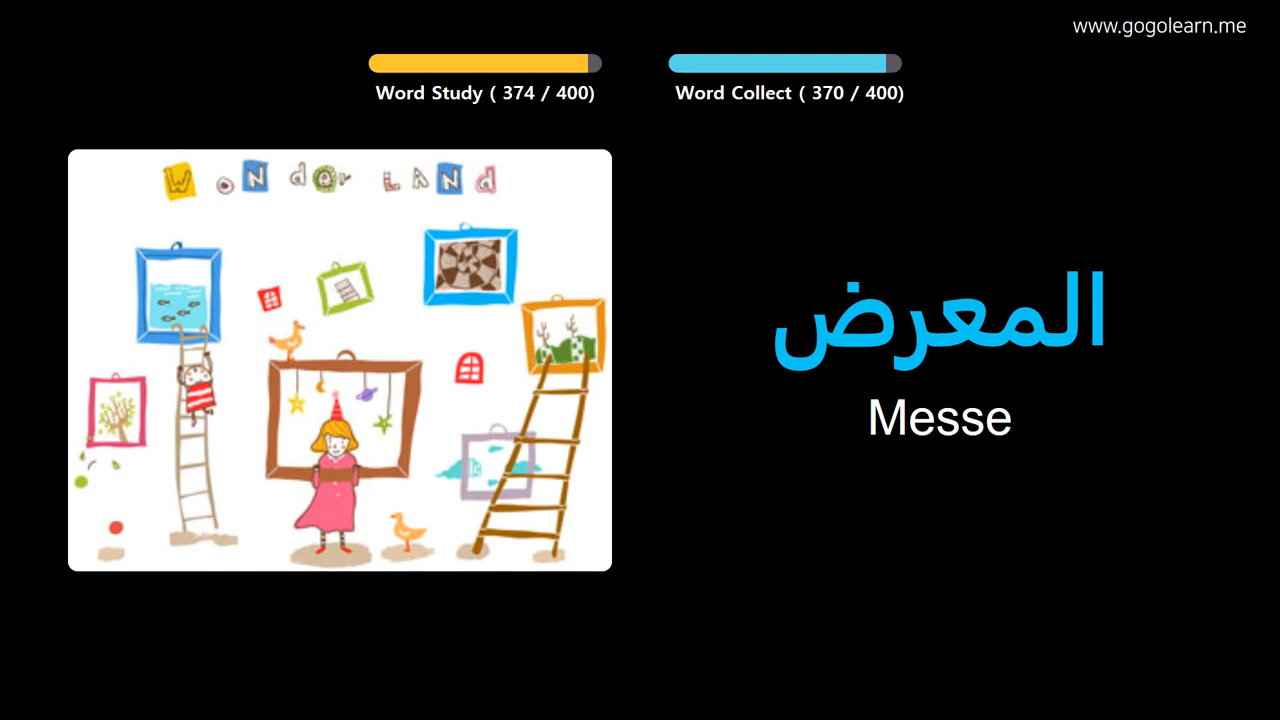 www.gogolearn.me
Word Study ( 374 / 400)
Word Collect ( 370 / 400)
WoNder LANd
المعرض
Messe